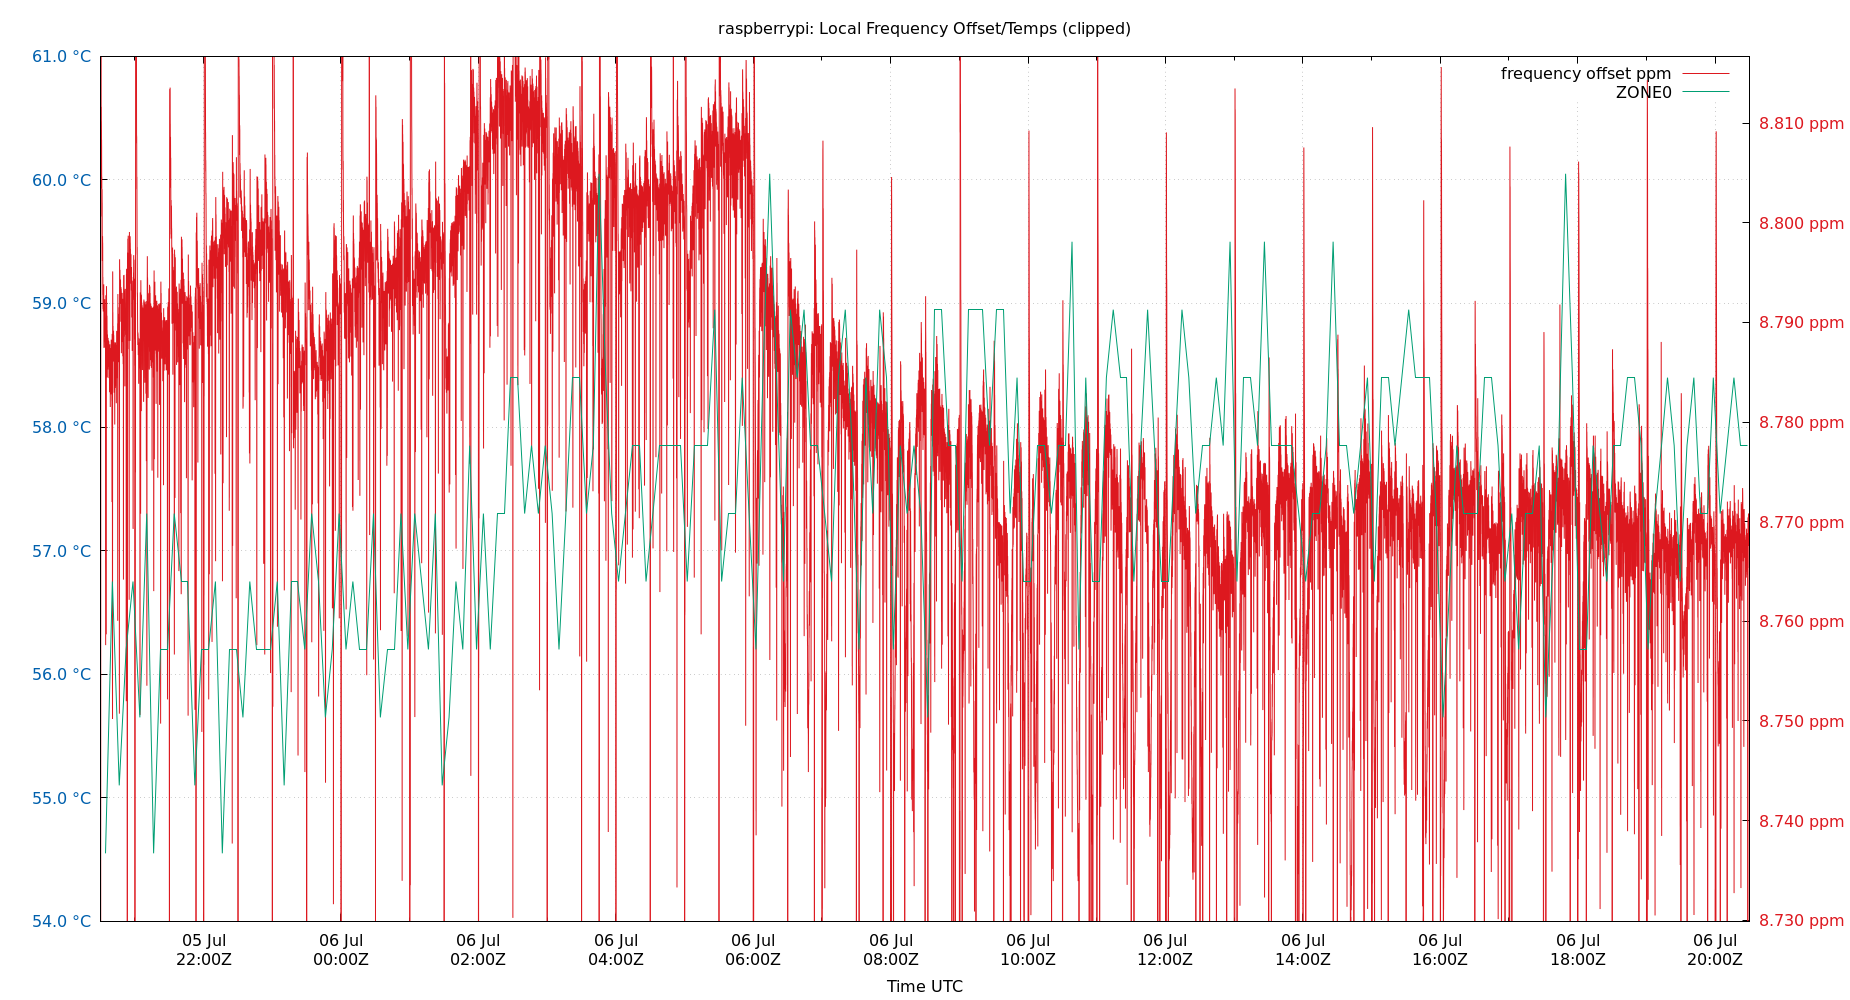 raspberrypi: Local Frequency Offset/Temps (clipped)
frequency offset ppm
ZONE0
61.0 °C
60.0 °C
59.0 °C
58.0 °C
57.0 °C
56.0 °C
55.0 °C
54.0 °C
8.810 ppm
8.800 ppm
8.790 ppm
8.780 ppm
8.770 ppm
8.760 ppm
8.750 ppm
8.740 ppm
8.730 ppm
05 Jul
22:00Z
06 Jul
00:00Z
06 Jul
02:00Z
06 Jul
04:00Z
06 Jul
06:00Z
06 Jul
08:00Z
06 Jul
10:00Z
06 Jul
12:00Z
06 Jul
14:00Z
06 Jul
16:00Z
06 Jul
18:00Z
06 Jul
20:00Z
Time UTC